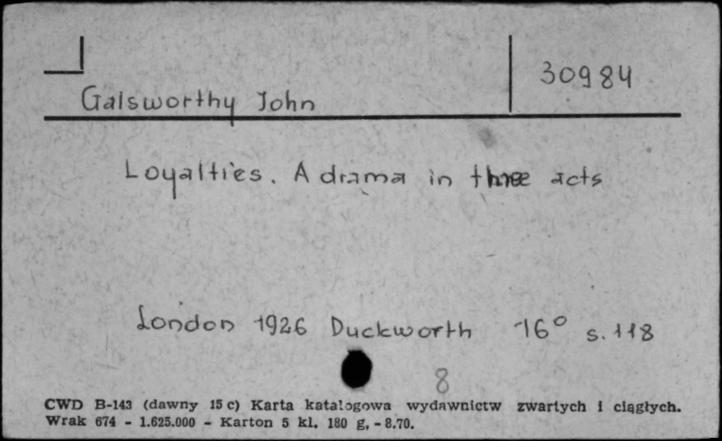 30984
Galsworthy John
Loyalties. A drama in three acts
London 1926 Duckworth 16° s. 118
8
CWD B-143 (dawny 15 c) Karta katalogowa wydawnictw zwartych i ciągłych.
Wrak 674 - 1.625.000 - Karton 5 kl. 180 g. - 8.70.